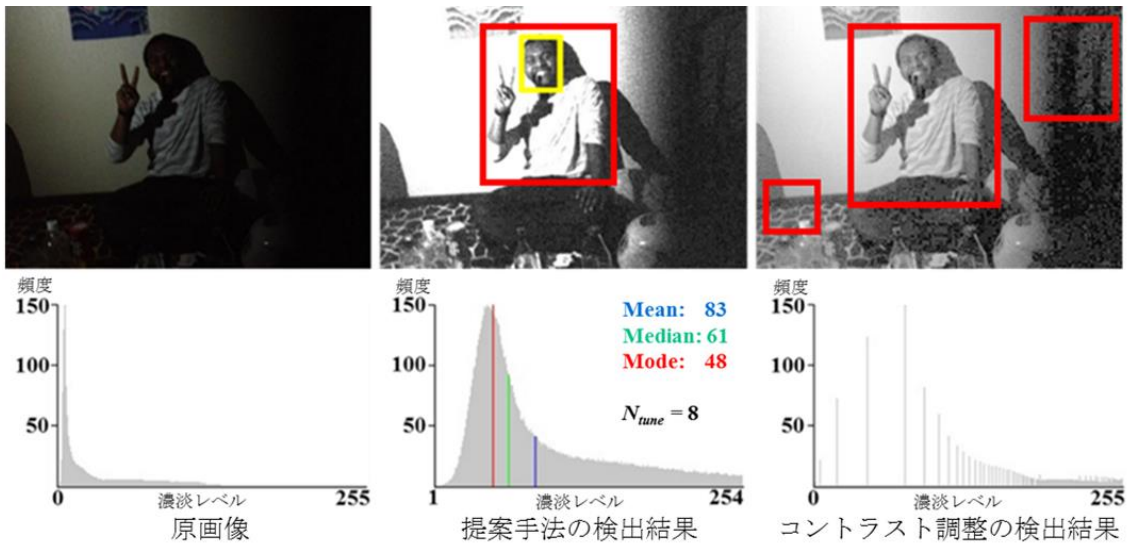 頻度
150
100
50
0
濃淡レベル
255
原画像
頻度
150
100
50
1
濃淡レベル
254
Mean: 83
Median: 61
Mode: 48
N_tune = 8
提案手法の検出結果
頻度
150
100
50
0
濃淡レベル
255
コントラスト調整の検出結果